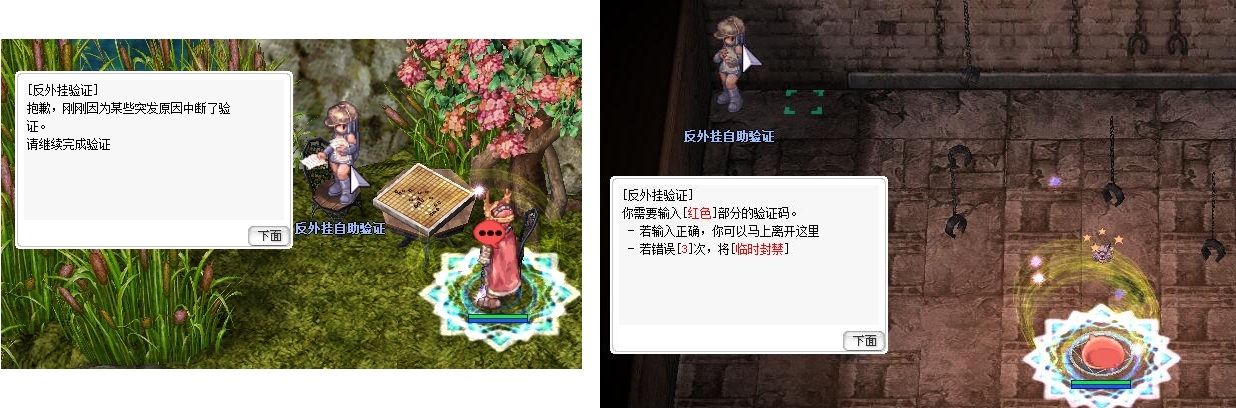 [反外挂验证]
抱歉，刚刚因为某些突发原因中断了验
证。
请继续完成验证
下面
反外挂自助验证
反外挂自助验证
[反外挂验证]
你需要输入[红色]部分的验证码。
- 若输入正确，你可以马上离开这里
- 若错误[3]次，将[临时封禁]
下面